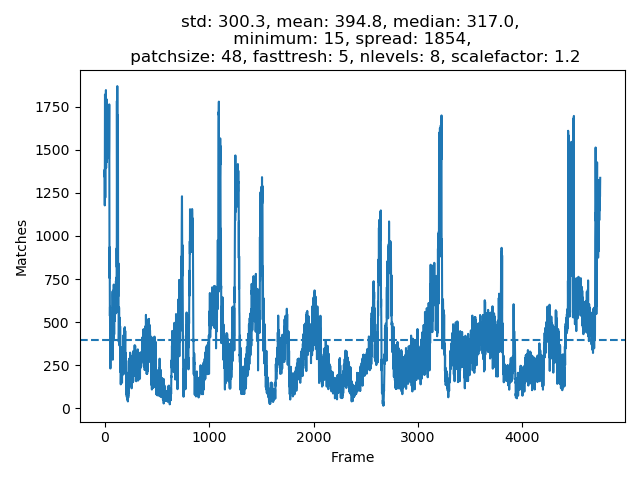 std: 300.3, mean: 394.8, median: 317.0,
minimum: 15, spread: 1854,
patchsize: 48, fasttresh: 5, nlevels: 8, scalefactor: 1.2
1750
1500
1250
1000
750
500
250
0
Matches
0 1000 2000 3000 4000
Frame